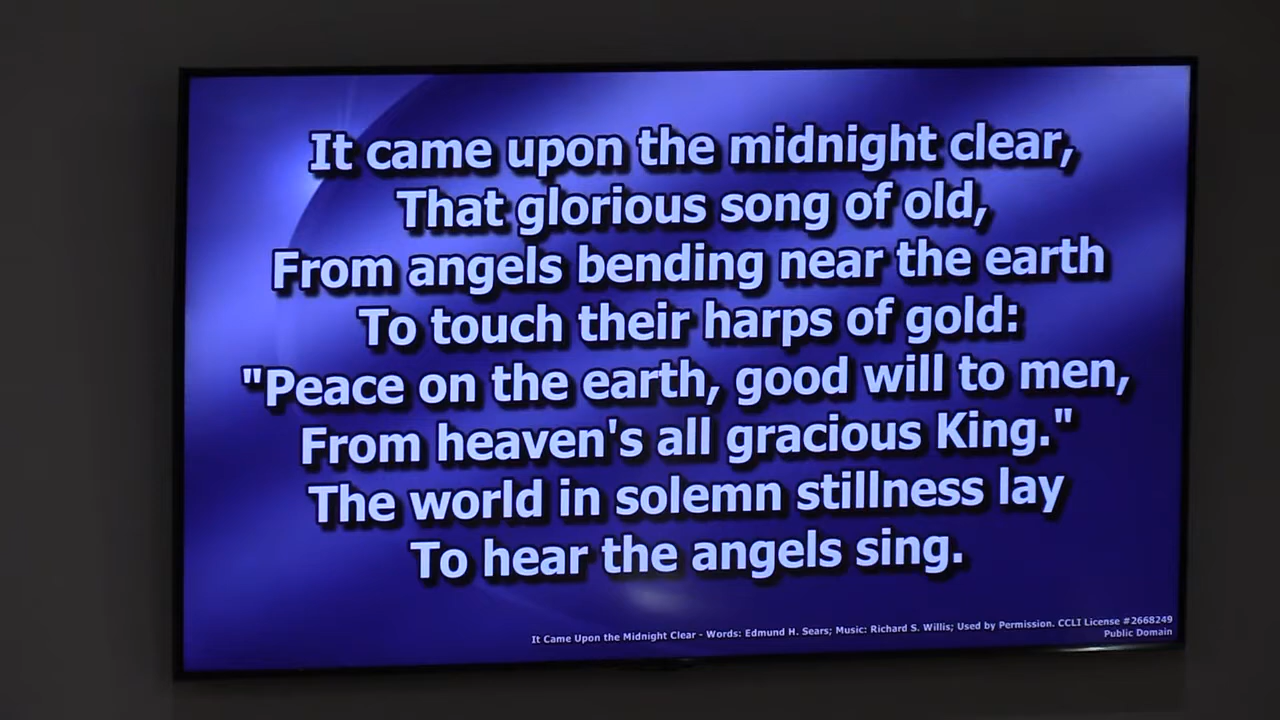 It came upon the midnight clear,
That glorious song of old,
From angels bending near the earth
To touch their harps of gold:
"Peace on the earth, good will to men,
From heaven's all gracious King."
The world in solemn stillness lay
To hear the angels sing.
It Came Upon the Midnight Clear - Words: Edmund H. Sears; Music: Richard S. Willis; Used by Permission. CCLI License #2668249
Public Domain